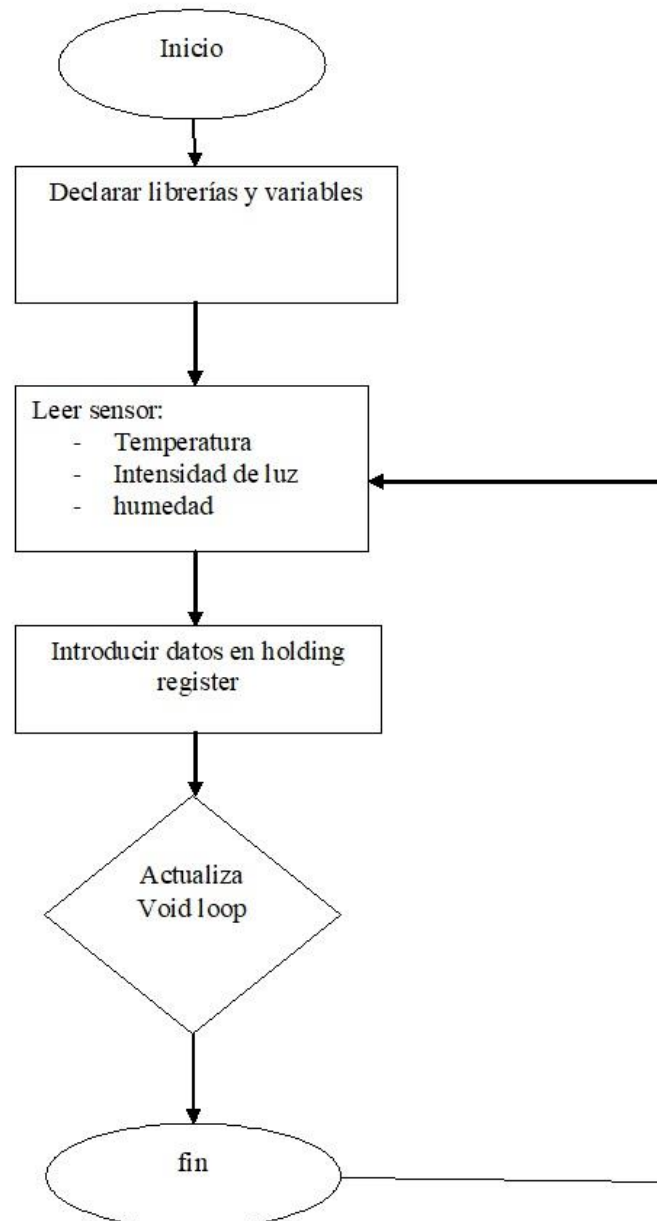 Inicio
Declarar librerías y variables
Leer sensor:
- Temperatura
- Intensidad de luz
- humedad
Introducir datos en holding
register
Actualiza
Void loop
fin